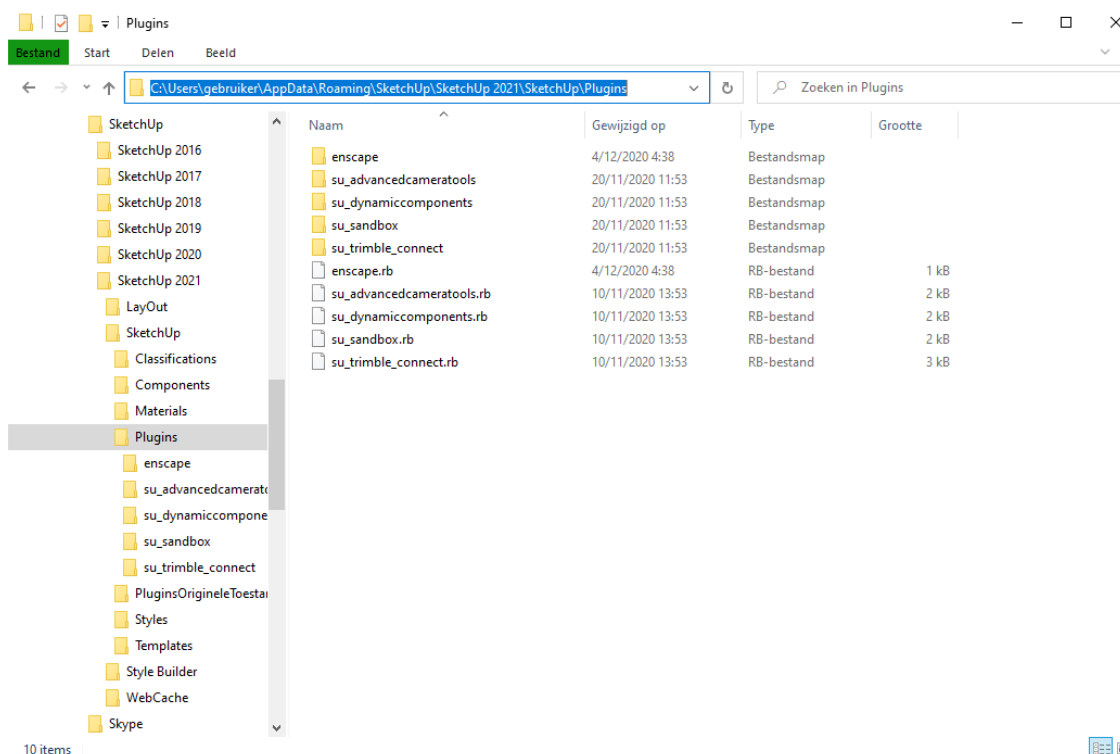 Plugins
Bestand Start Delen Beeld
C:\Users\gebruiker\AppData\Roaming\SketchUp\SketchUp 2021\SketchUp\Plugins
Zoeken in Plugins
SketchUp
SketchUp 2016
SketchUp 2017
SketchUp 2018
SketchUp 2019
SketchUp 2020
SketchUp 2021
LayOut
SketchUp
Classifications
Components
Materials
Plugins
enscape
su_advancedcamerato
su_dynamiccompone
su_sandbox
su_trimble_connect
PluginsOrigineleToestan
Styles
Templates
Style Builder
WebCache
Skype
Naam Gewijzigd op Type Grootte
enscape 4/12/2020 4:38 Bestandsmap
su_advancedcameratools 20/11/2020 11:53 Bestandsmap
su_dynamiccomponents 20/11/2020 11:53 Bestandsmap
su_sandbox 20/11/2020 11:53 Bestandsmap
su_trimble_connect 20/11/2020 11:53 Bestandsmap
enscape.rb 4/12/2020 4:38 RB-bestand 1 kB
su_advancedcameratools.rb 10/11/2020 13:53 RB-bestand 2 kB
su_dynamiccomponents.rb 10/11/2020 13:53 RB-bestand 2 kB
su_sandbox.rb 10/11/2020 13:53 RB-bestand 2 kB
su_trimble_connect.rb 10/11/2020 13:53 RB-bestand 3 kB
10 items